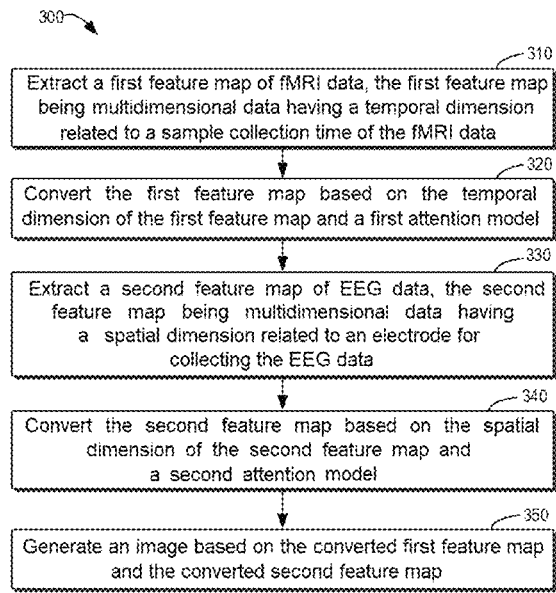 300
310
Extract a first feature map of fMRI data, the first feature map
being multidimensional data having a temporal dimension
related to a sample collection time of the fMRI data
320
Convert the first feature map based on the temporal
dimension of the first feature map and a first attention model
330
Extract a second feature map of EEG data, the second
feature map being multidimensional data having
a spatial dimension related to an electrode for
collecting the EEG data
340
Convert the second feature map based on the spatial
dimension of the second feature map and
a second attention model
350
Generate an image based on the converted first feature map
and the converted second feature map